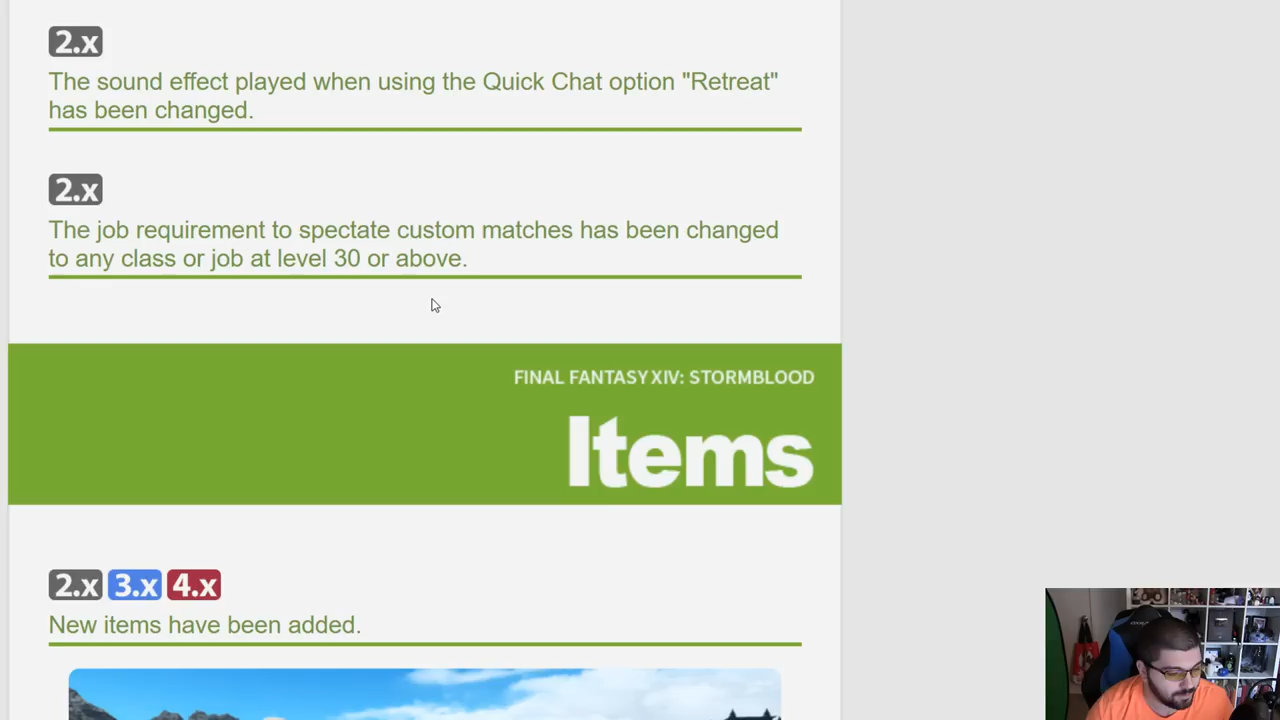 2.x
The sound effect played when using the Quick Chat option "Retreat"
has been changed.
2.x
The job requirement to spectate custom matches has been changed
to any class or job at level 30 or above.
FINAL FANTASY XIV: STORMBLOOD
Items
2.x 3.x 4.x
New items have been added.